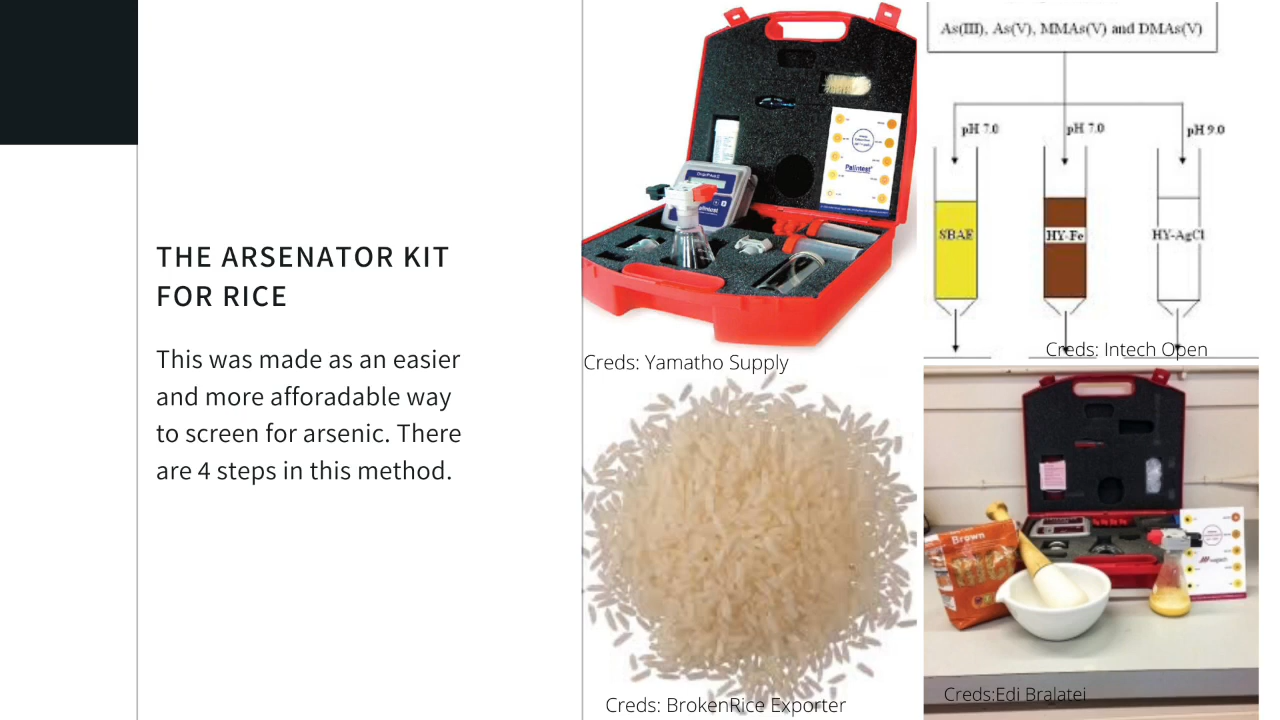 THE ARSENATOR KIT
FOR RICE
This was made as an easier
and more afforadable way
to screen for arsenic. There
are 4 steps in this method.
Palintest
Creds: Yamatho Supply
As(III), As(V), MMAs(V) and DMAs(V)
pH 7.0
pH 7.0
pH 9.0
SBAE
HY-Fe
HY-AgCl
Creds: Intech Open
Creds: BrokenRice Exporter
Brown
RICE
Creds:Edi Bralatei